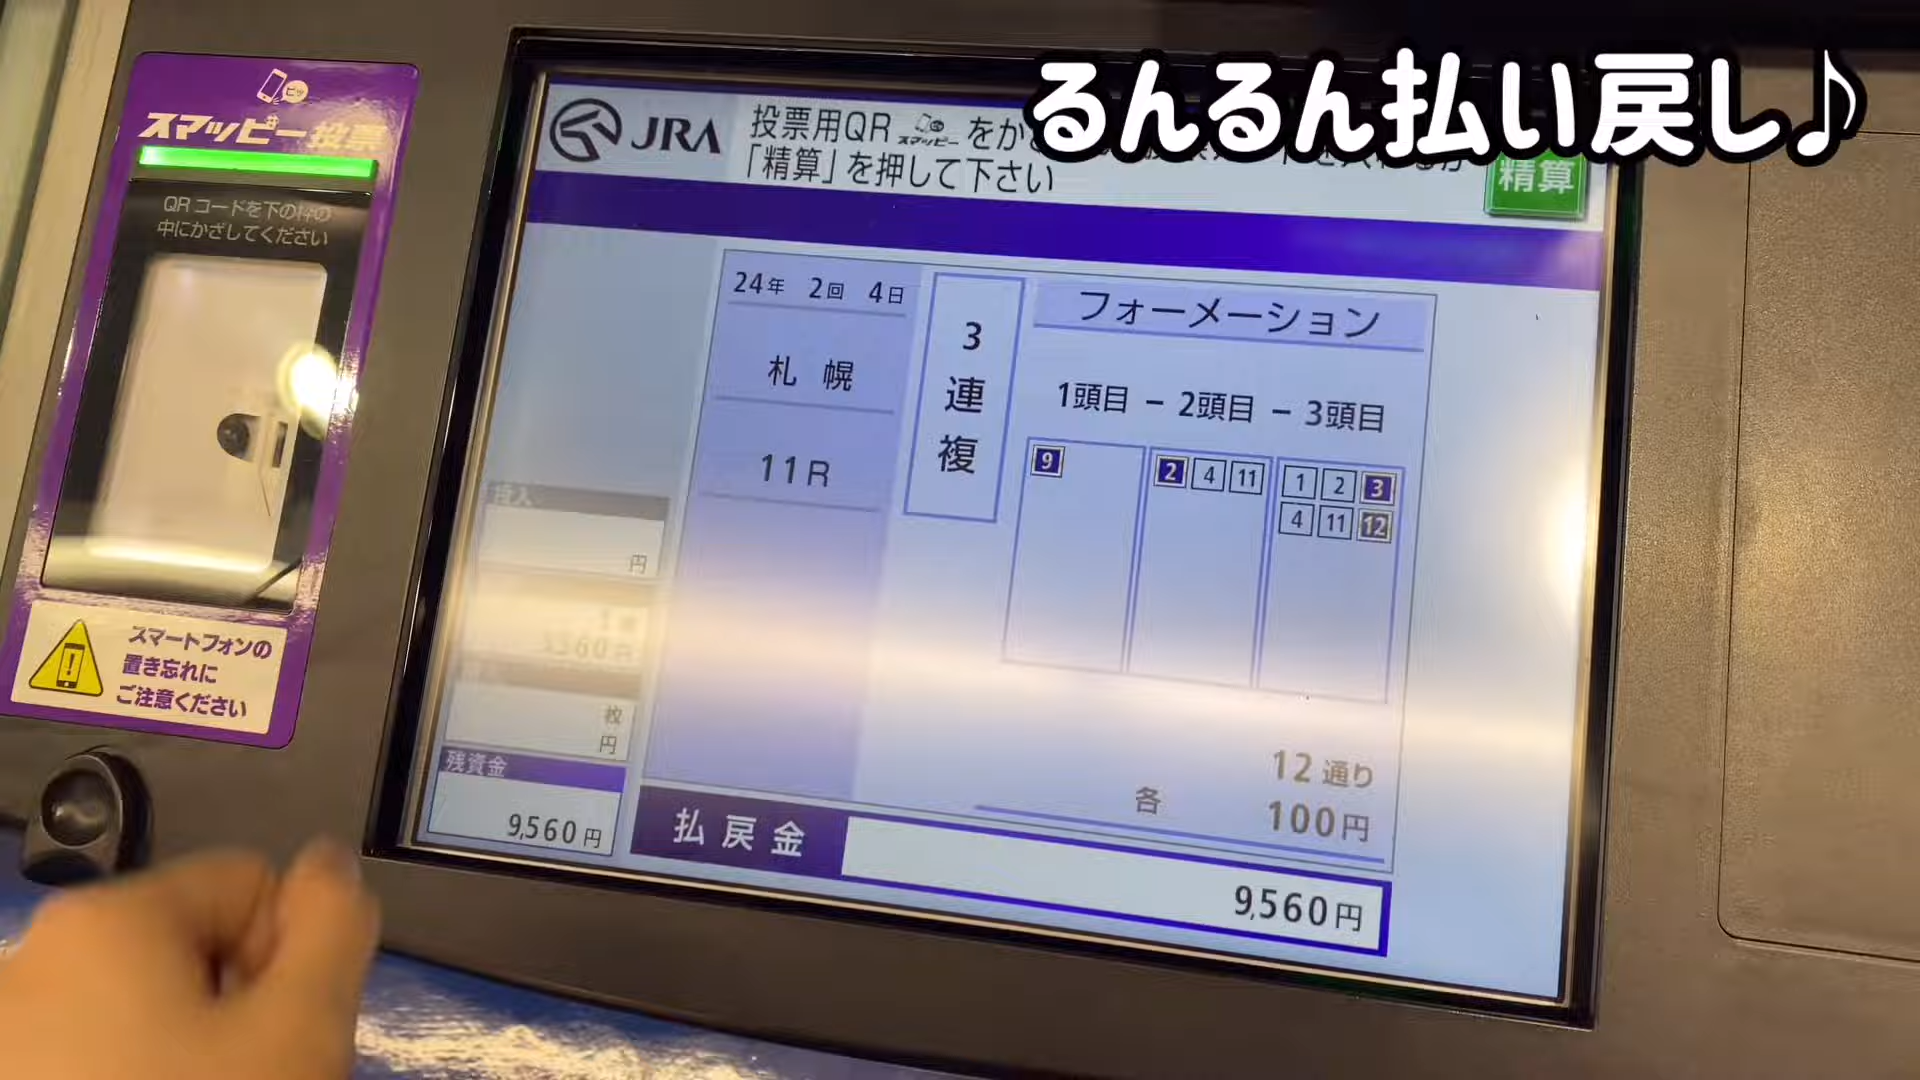 るんるん払い戻し♪
ピッ
スマッピー投票
QRコードを下の枠の
中にかざしてください
スマートフォンの
置き忘れに
ご注意ください
JRA
投票用QR スマッピー をか
「精算」を押して下さい
精算
24年 2回 4日
札幌
11R
3連複
フォーメーション
1頭目 − 2頭目 − 3頭目
9
2 4 11
1 2 3
4 11 12
12通り
各 100円
投入
円
枚
円
残資金
9,560円
払戻金
9,560円